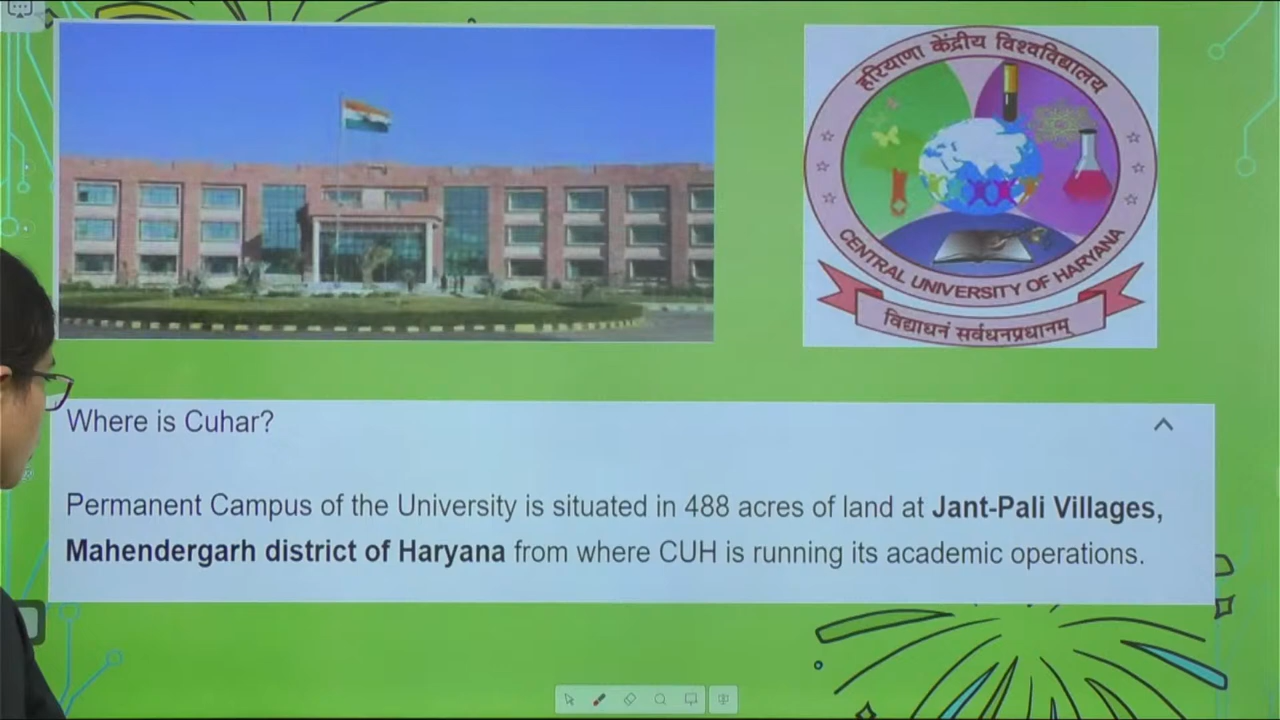 हरियाणा केंद्रीय विश्वविद्यालय
CENTRAL UNIVERSITY OF HARYANA
विद्याधनं सर्वधनप्रधानम्
Where is Cuhar?
Permanent Campus of the University is situated in 488 acres of land at Jant-Pali Villages,
Mahendergarh district of Haryana from where CUH is running its academic operations.